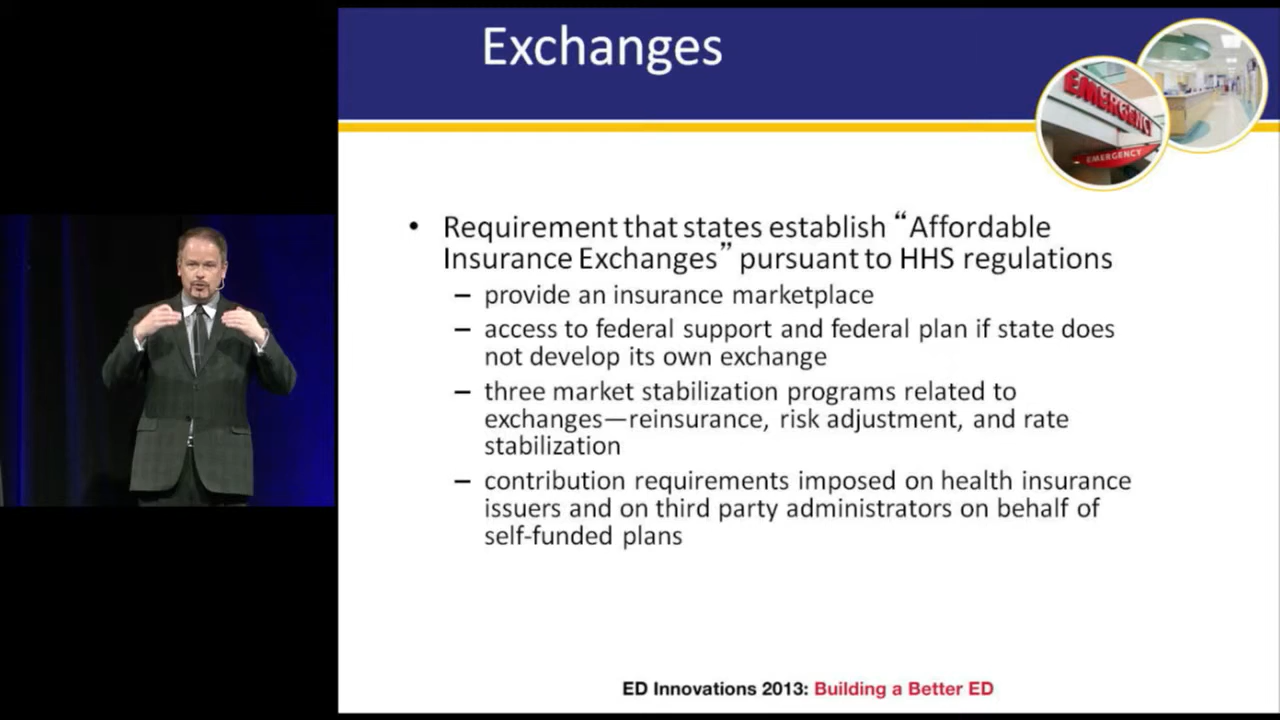 Exchanges
EMERGENC
EMERGENCY
• Requirement that states establish “Affordable
Insurance Exchanges” pursuant to HHS regulations
– provide an insurance marketplace
– access to federal support and federal plan if state does
not develop its own exchange
– three market stabilization programs related to
exchanges—reinsurance, risk adjustment, and rate
stabilization
– contribution requirements imposed on health insurance
issuers and on third party administrators on behalf of
self-funded plans
ED Innovations 2013: Building a Better ED